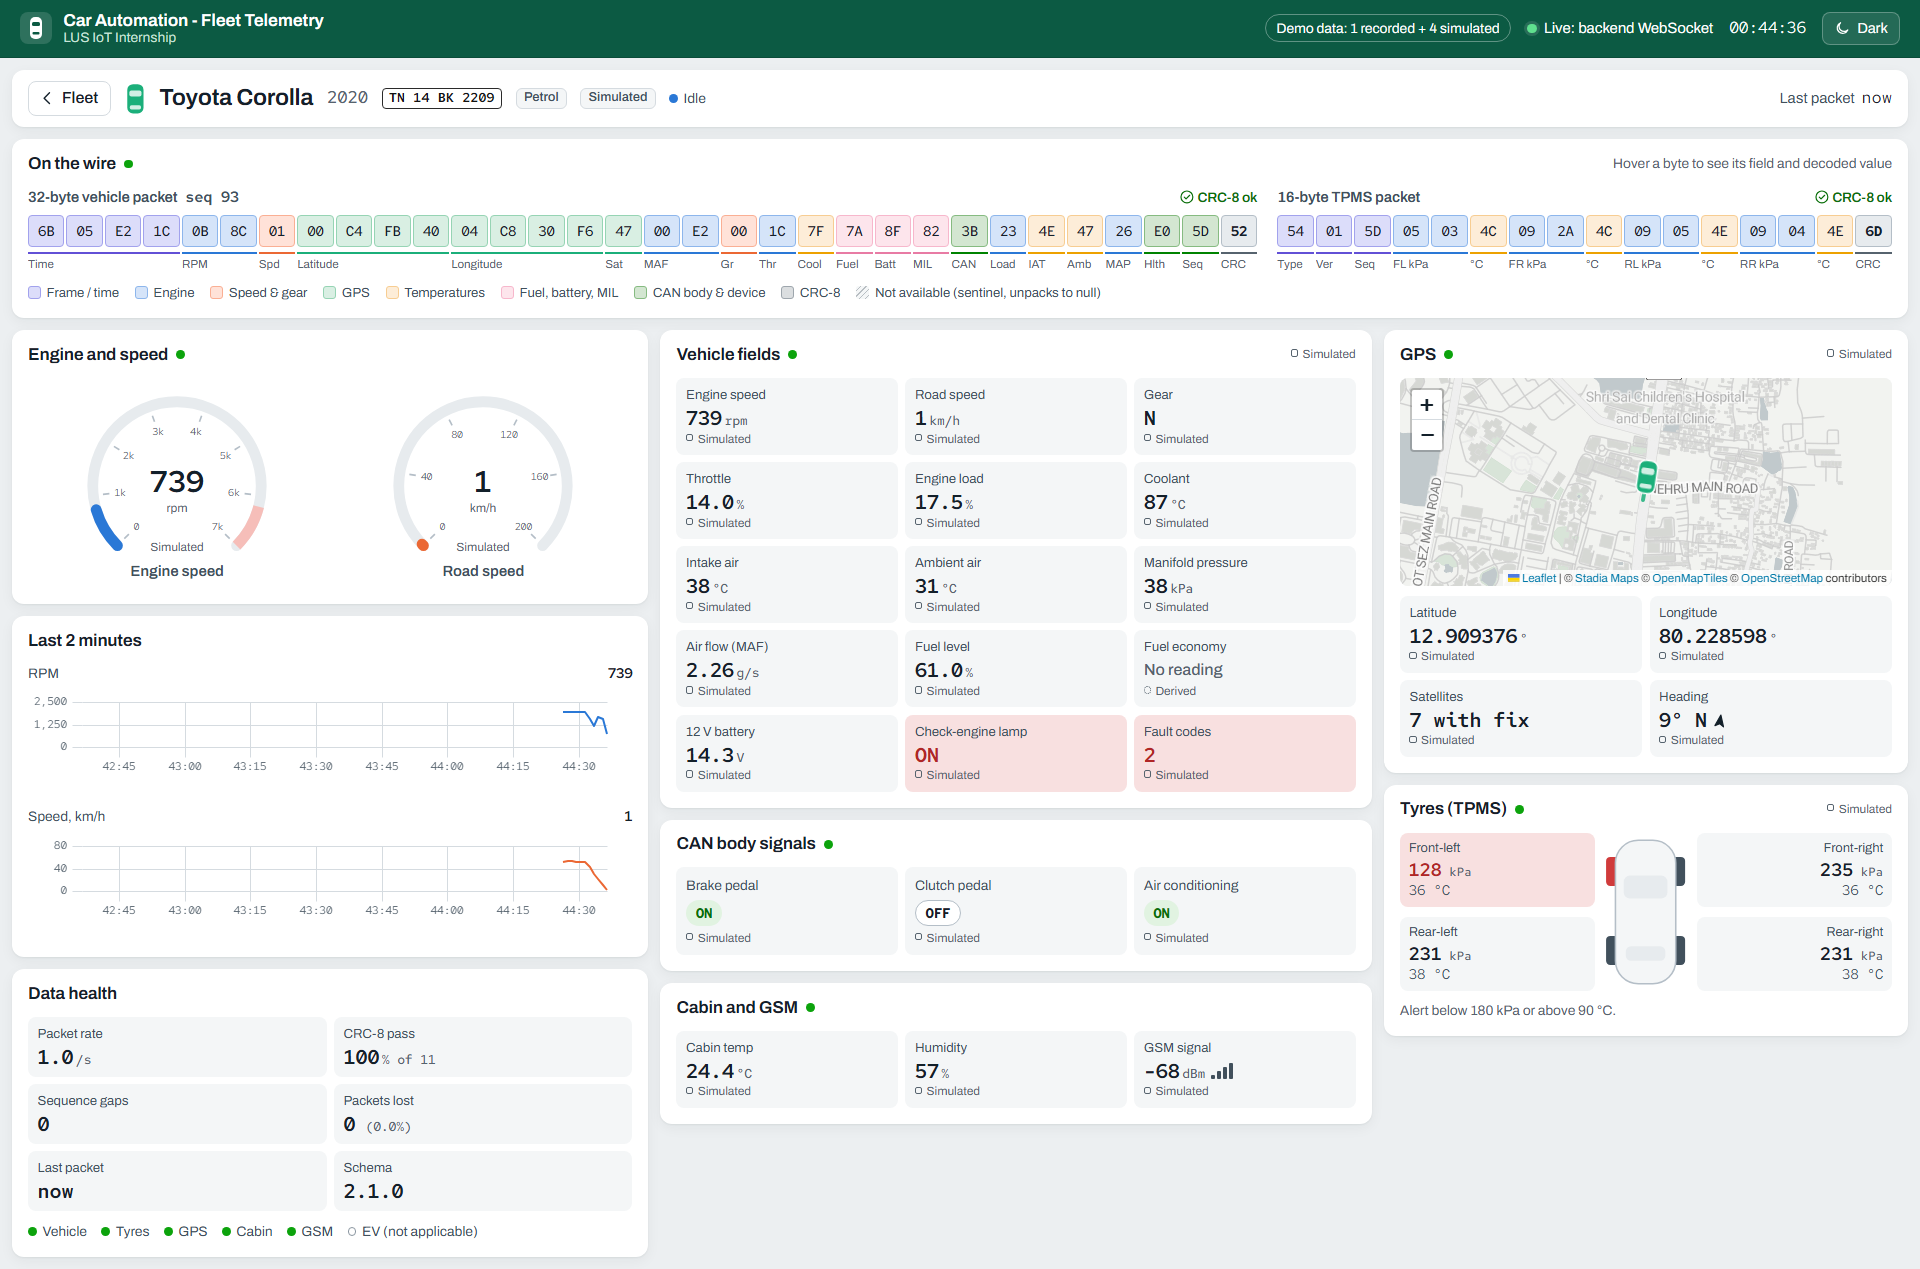 Car Automation - Fleet Telemetry
LUS IoT Internship
Demo data: 1 recorded + 4 simulated
Live: backend WebSocket
00:44:36
Dark
Fleet
Toyota Corolla 2020 TN 14 BK 2209 Petrol Simulated Idle
Last packet now
On the wire
Hover a byte to see its field and decoded value
32-byte vehicle packet seq 93
CRC-8 ok
6B 05 E2 1C 0B 8C 01 00 C4 FB 40 04 C8 30 F6 47 00 E2 00 1C 7F 7A 8F 82 3B 23 4E 47 26 E0 5D 52
Time RPM Spd Latitude Longitude Sat MAF Gr Thr Cool Fuel Batt MIL CAN Load IAT Amb MAP Hlth Seq CRC
16-byte TPMS packet
CRC-8 ok
54 01 5D 05 03 4C 09 2A 4C 09 05 4E 09 04 4E 6D
Type Ver Seq FL kPa °C FR kPa °C RL kPa °C RR kPa °C CRC
Frame / time Engine Speed & gear GPS Temperatures Fuel, battery, MIL CAN body & device CRC-8 Not available (sentinel, unpacks to null)
Engine and speed
0 1k 2k 3k 4k 5k 6k 7k
739
rpm
Simulated
Engine speed
0 40 80 120 160 200
1
km/h
Simulated
Road speed
Last 2 minutes
RPM 739
2,500
1,250
0
42:45 43:00 43:15 43:30 43:45 44:00 44:15 44:30
Speed, km/h 1
80
40
0
42:45 43:00 43:15 43:30 43:45 44:00 44:15 44:30
Data health
Packet rate
1.0 /s
CRC-8 pass
100 % of 11
Sequence gaps
0
Packets lost
0 (0.0%)
Last packet
now
Schema
2.1.0
Vehicle Tyres GPS Cabin GSM EV (not applicable)
Vehicle fields
Simulated
Engine speed
739 rpm
Simulated
Road speed
1 km/h
Simulated
Gear
N
Simulated
Throttle
14.0 %
Simulated
Engine load
17.5 %
Simulated
Coolant
87 °C
Simulated
Intake air
38 °C
Simulated
Ambient air
31 °C
Simulated
Manifold pressure
38 kPa
Simulated
Air flow (MAF)
2.26 g/s
Simulated
Fuel level
61.0 %
Simulated
Fuel economy
No reading
Derived
12 V battery
14.3 V
Simulated
Check-engine lamp
ON
Simulated
Fault codes
2
Simulated
CAN body signals
Brake pedal
ON
Simulated
Clutch pedal
OFF
Simulated
Air conditioning
ON
Simulated
Cabin and GSM
Cabin temp
24.4 °C
Simulated
Humidity
57 %
Simulated
GSM signal
-68 dBm
Simulated
GPS
Simulated
+
−
Shri Sai Children's Hospital
and Dental Clinic
EHRU MAIN ROAD
OT SEZ MAIN ROAD
ROAD
Leaflet | © Stadia Maps © OpenMapTiles © OpenStreetMap contributors
Latitude
12.909376 °
Simulated
Longitude
80.228598 °
Simulated
Satellites
7 with fix
Simulated
Heading
9° N
Simulated
Tyres (TPMS)
Simulated
Front-left
128 kPa
36 °C
Front-right
235 kPa
36 °C
Rear-left
231 kPa
38 °C
Rear-right
231 kPa
38 °C
Alert below 180 kPa or above 90 °C.